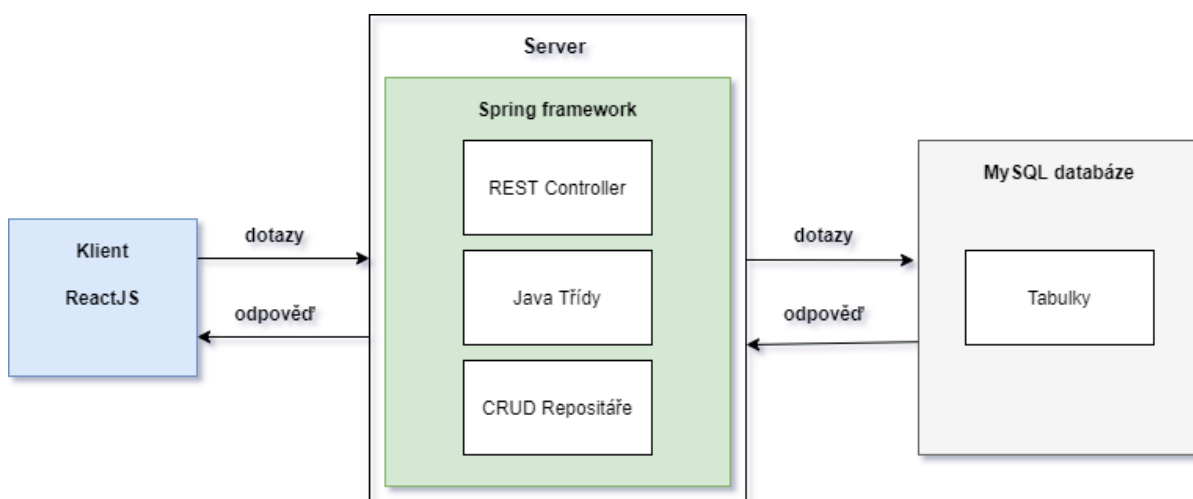 Server
Spring framework
REST Controller
Java Třídy
CRUD Repositáře
Klient
ReactJS
dotazy
odpověď
dotazy
odpověď
MySQL databáze
Tabulky